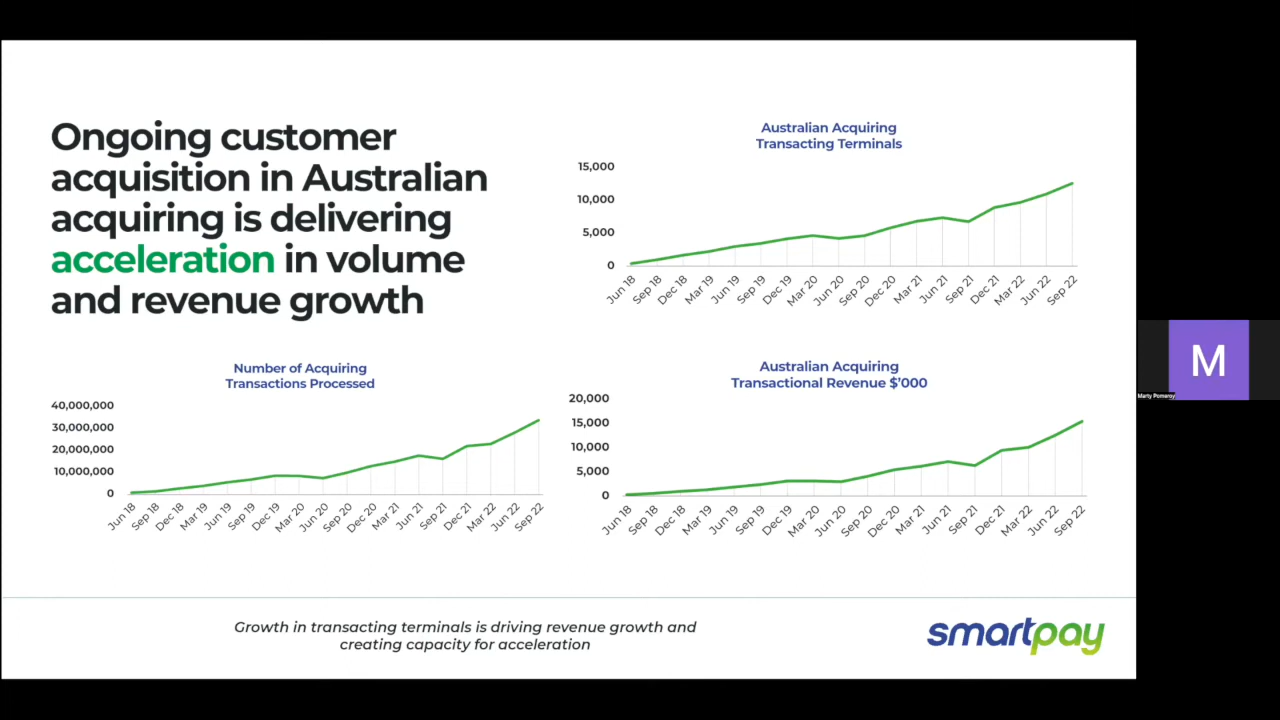 Ongoing customer
acquisition in Australian
acquiring is delivering
acceleration in volume
and revenue growth
Australian Acquiring
Transacting Terminals
15,000
10,000
5,000
0
Jun 18
Sep 18
Dec 18
Mar 19
Jun 19
Sep 19
Dec 19
Mar 20
Jun 20
Sep 20
Dec 20
Mar 21
Jun 21
Sep 21
Dec 21
Mar 22
Jun 22
Sep 22
Number of Acquiring
Transactions Processed
40,000,000
30,000,000
20,000,000
10,000,000
0
Jun 18
Sep 18
Dec 18
Mar 19
Jun 19
Sep 19
Dec 19
Mar 20
Jun 20
Sep 20
Dec 20
Mar 21
Jun 21
Sep 21
Dec 21
Mar 22
Jun 22
Sep 22
Australian Acquiring
Transactional Revenue $'000
20,000
15,000
10,000
5,000
0
Jun 18
Sep 18
Dec 18
Mar 19
Jun 19
Sep 19
Dec 19
Mar 20
Jun 20
Sep 20
Dec 20
Mar 21
Jun 21
Sep 21
Dec 21
Mar 22
Jun 22
Sep 22
M
Marty Pomeroy
Growth in transacting terminals is driving revenue growth and
creating capacity for acceleration
smartpay